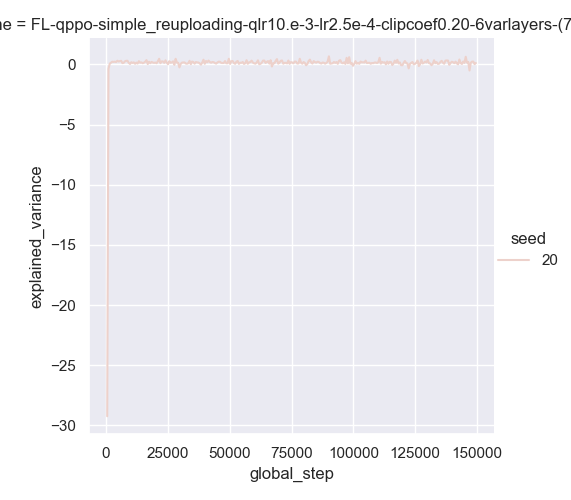 ne = FL-qppo-simple_reuploading-qlr10.e-3-lr2.5e-4-clipcoef0.20-6varlayers-(7
0
−5
−10
−15
−20
−25
−30
explained_variance
0 25000 50000 75000 100000 125000 150000
global_step
seed
20